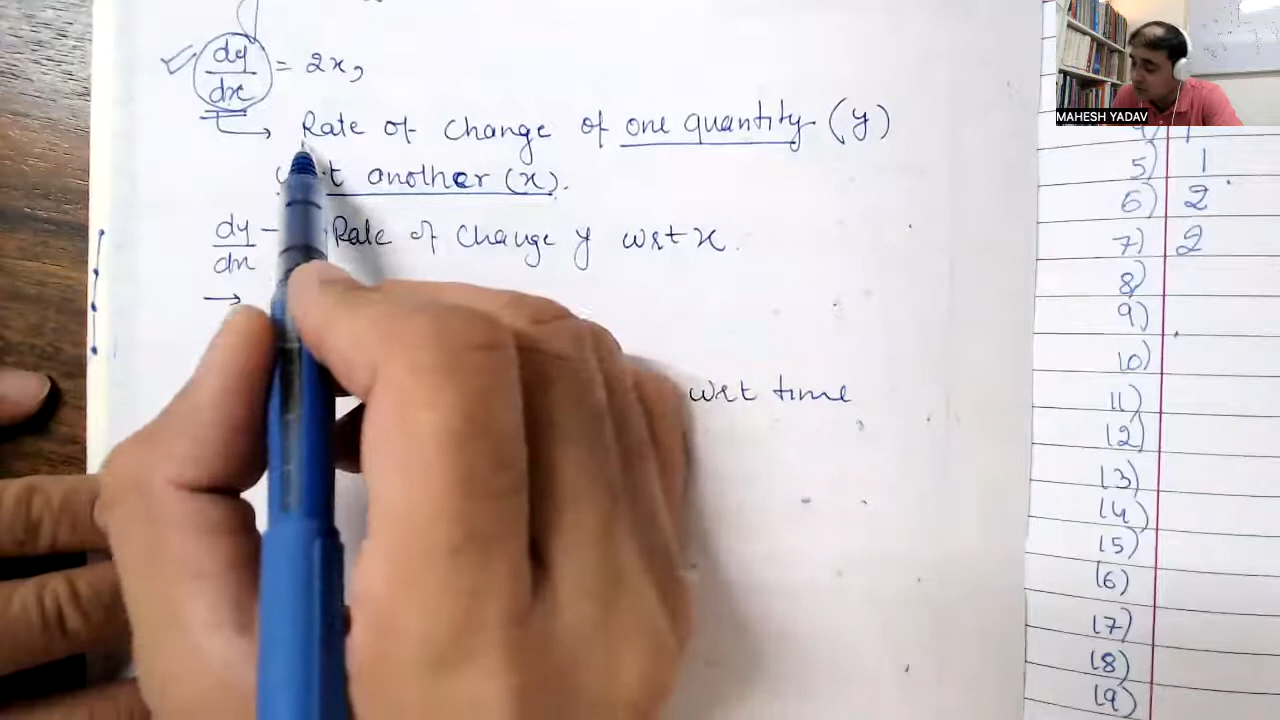 dy/dx = 2x,
Rate of change of one quantity (y)
another (x).
dy/dx Rate of change y wrt x.
→
wrt time
MAHESH YADAV
5) 1
6) 2
7) 2
8)
9)
10)
11)
12)
13)
14)
15)
16)
17)
18)
19)